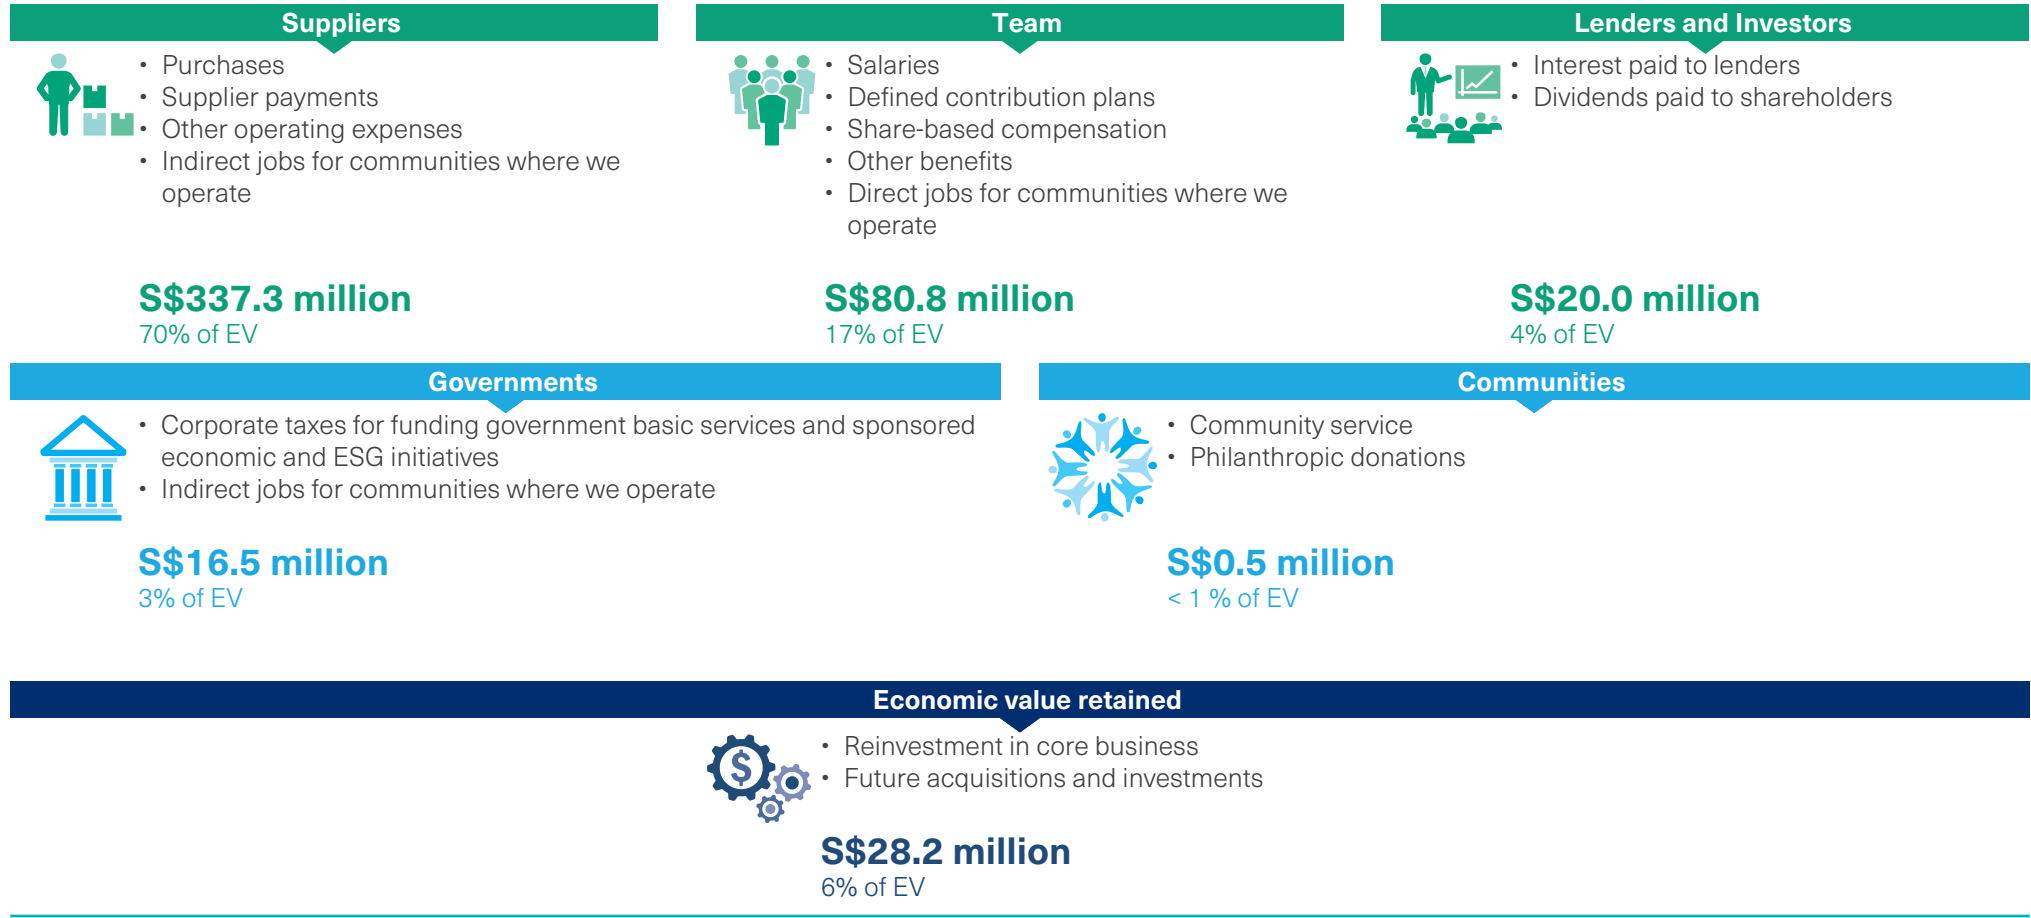 Suppliers
• Purchases
• Supplier payments
• Other operating expenses
• Indirect jobs for communities where we
operate
S$337.3 million
70% of EV
Team
• Salaries
• Defined contribution plans
• Share-based compensation
• Other benefits
• Direct jobs for communities where we
operate
S$80.8 million
17% of EV
Lenders and Investors
• Interest paid to lenders
• Dividends paid to shareholders
S$20.0 million
4% of EV
Governments
• Corporate taxes for funding government basic services and sponsored
economic and ESG initiatives
• Indirect jobs for communities where we operate
S$16.5 million
3% of EV
Communities
• Community service
• Philanthropic donations
S$0.5 million
< 1 % of EV
Economic value retained
$
• Reinvestment in core business
• Future acquisitions and investments
S$28.2 million
6% of EV